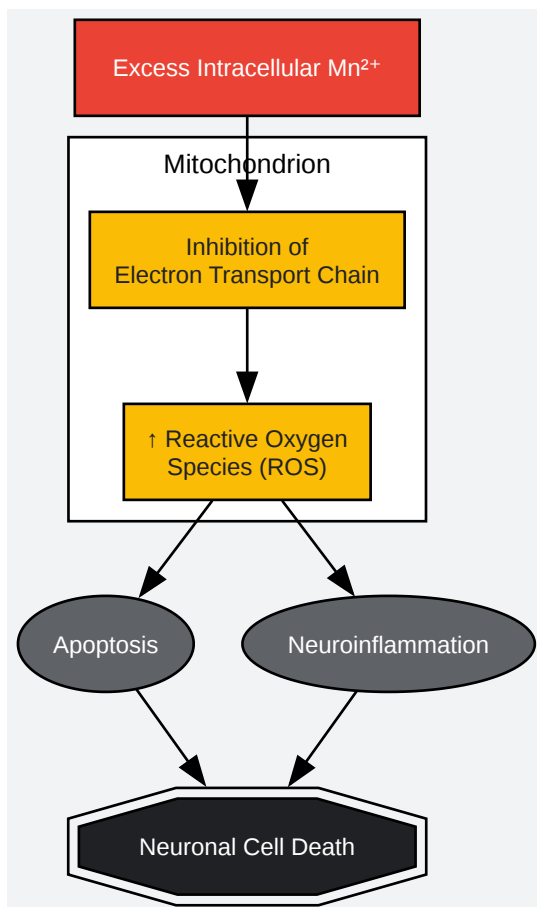 Excess Intracellular Mn²⁺
Mitochondrion
Inhibition of
Electron Transport Chain
↑ Reactive Oxygen
Species (ROS)
Apoptosis
Neuroinflammation
Neuronal Cell Death